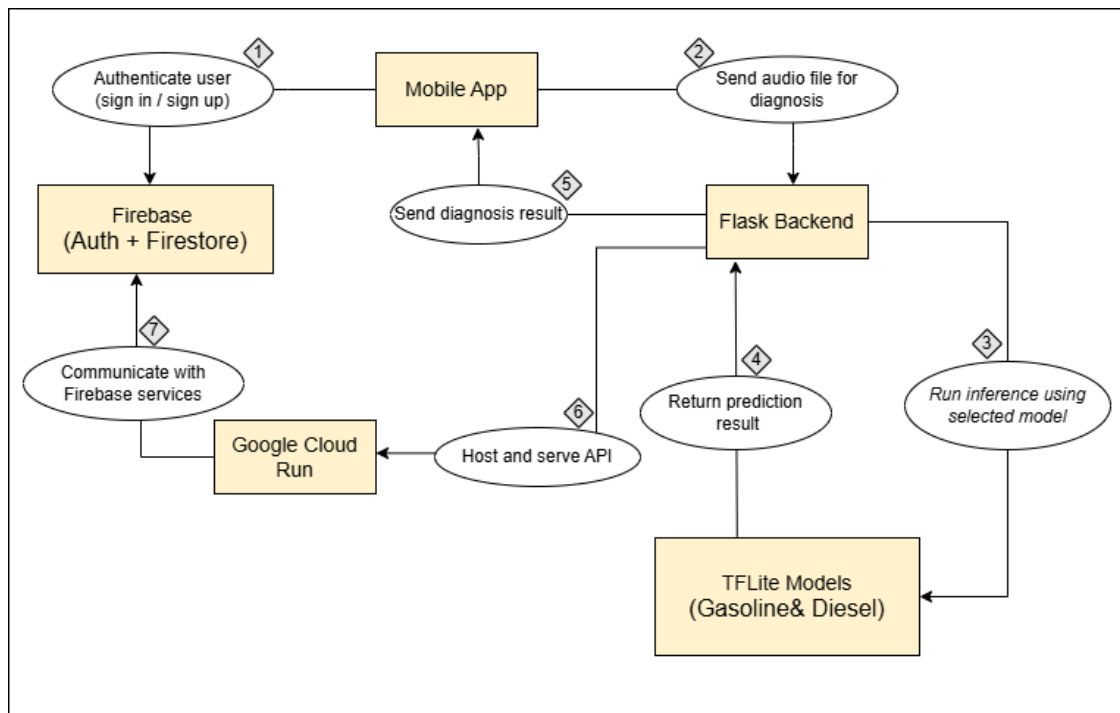 1
2
Authenticate user
(sign in / sign up)
Mobile App
Send audio file for
diagnosis
5
Firebase
(Auth + Firestore)
Send diagnosis result
Flask Backend
7
4
3
Communicate with
Firebase services
Return prediction
result
Run inference using
selected model
6
Google Cloud
Run
Host and serve API
TFLite Models
(Gasoline& Diesel)